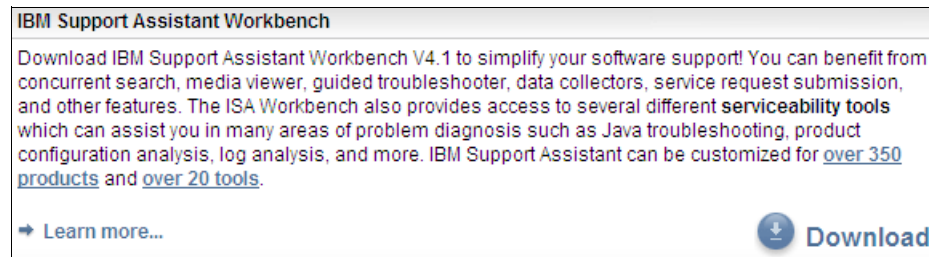 IBM Support Assistant Workbench
Download IBM Support Assistant Workbench V4.1 to simplify your software support! You can benefit from
concurrent search, media viewer, guided troubleshooter, data collectors, service request submission,
and other features. The ISA Workbench also provides access to several different serviceability tools
which can assist you in many areas of problem diagnosis such as Java troubleshooting, product
configuration analysis, log analysis, and more. IBM Support Assistant can be customized for over 350
products and over 20 tools.
Learn more...
Download